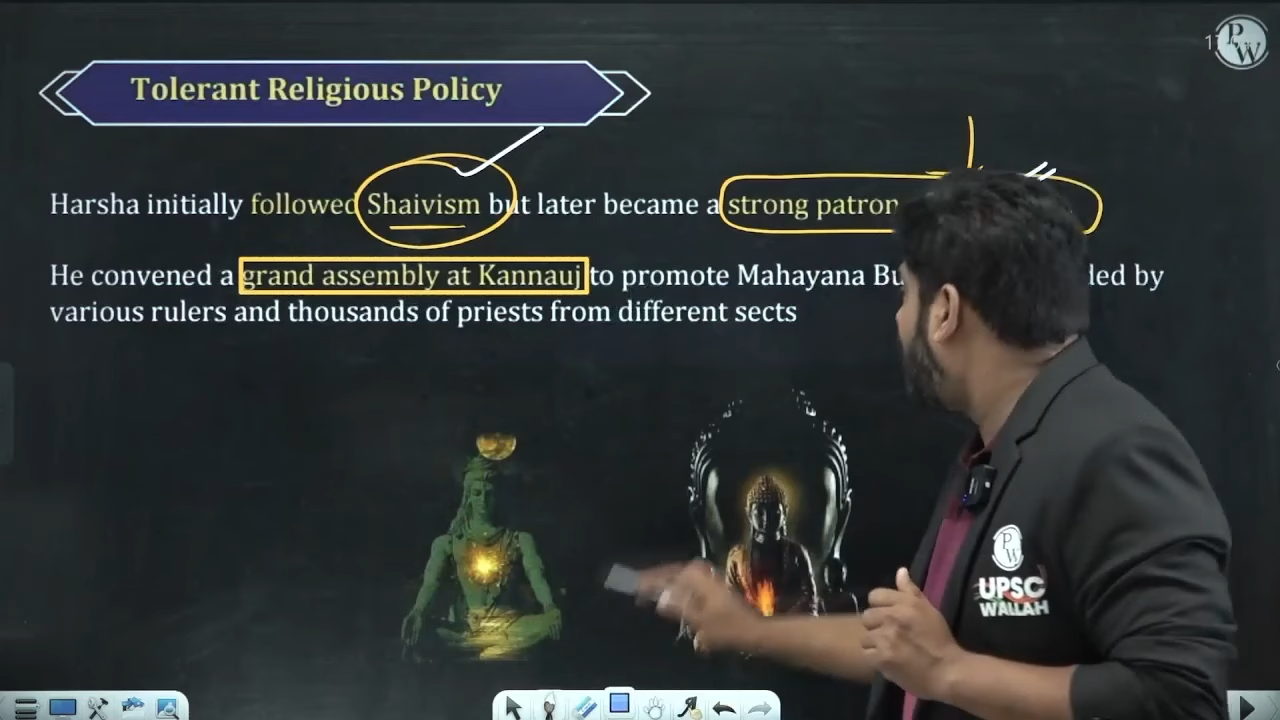 Tolerant Religious Policy
P
W
Harsha initially followed Shaivism but later became a strong patron
He convened a grand assembly at Kannauj to promote Mahayana
various rulers and thousands of priests from different sects
by
P
W
UPSC
WALLAH